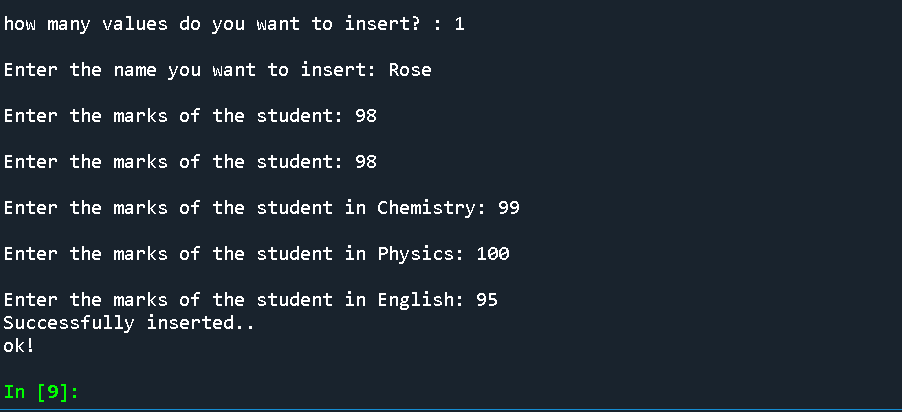 how many values do you want to insert? : 1
Enter the name you want to insert: Rose
Enter the marks of the student: 98
Enter the marks of the student: 98
Enter the marks of the student in Chemistry: 99
Enter the marks of the student in Physics: 100
Enter the marks of the student in English: 95
Successfully inserted..
ok!
In [9]: